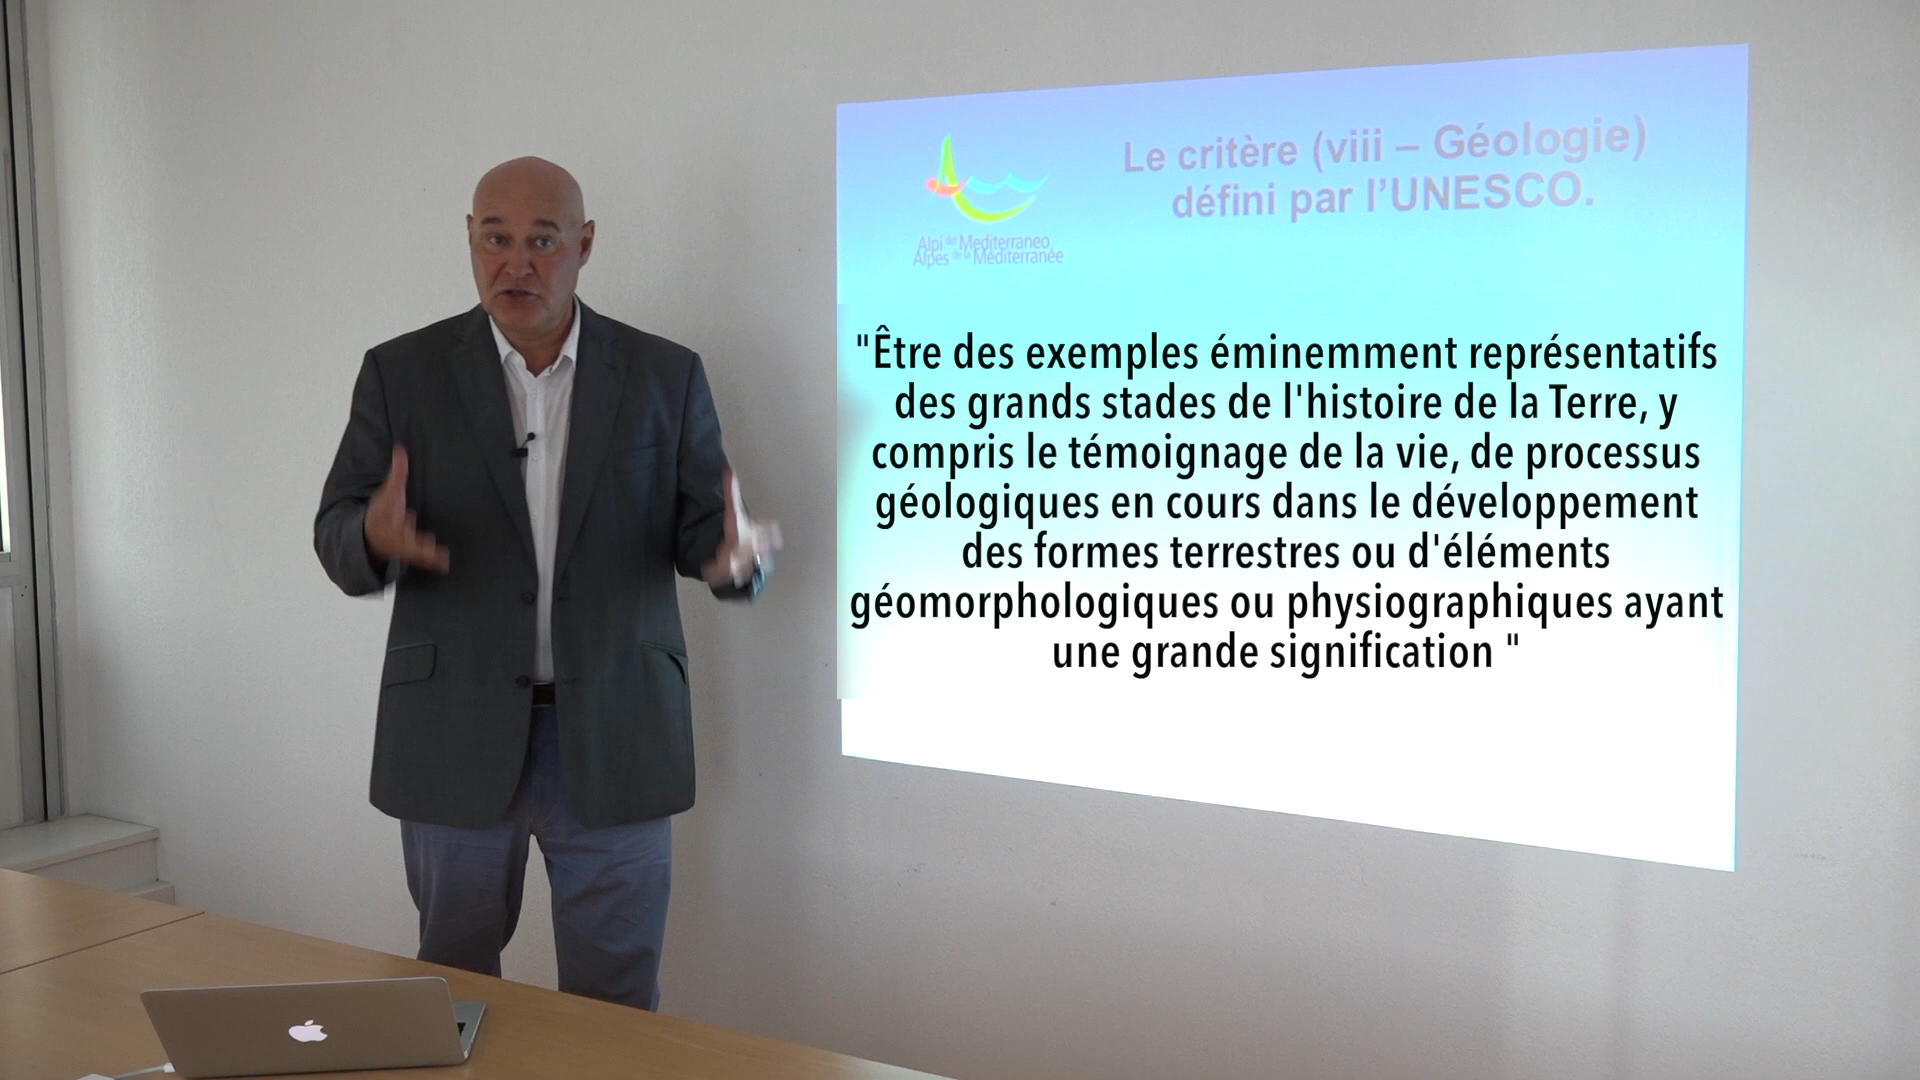 Le critère (viii – Géologie)
défini par l'UNESCO.
Alpi del Mediterraneo
Alpes de la Méditerranée
"Être des exemples éminemment représentatifs
des grands stades de l'histoire de la Terre, y
compris le témoignage de la vie, de processus
géologiques en cours dans le développement
des formes terrestres ou d'éléments
géomorphologiques ou physiographiques ayant
une grande signification "